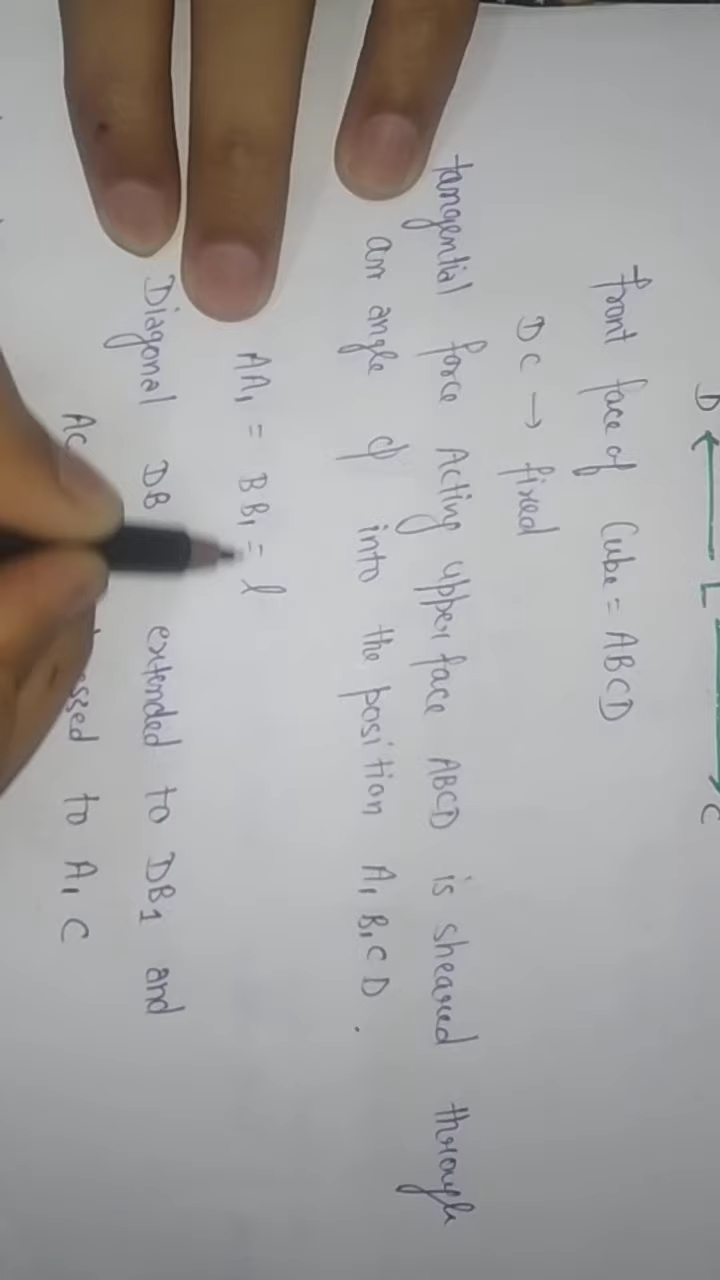 D L C
front face of Cube = ABCD
DC → fixed
tangential force Acting upper face ABCD is sheared through
an angle φ into the position A₁ B₁ C D .
AA₁ = BB₁ = l
Diagonal DB extended to DB1 and
AC to A₁ C